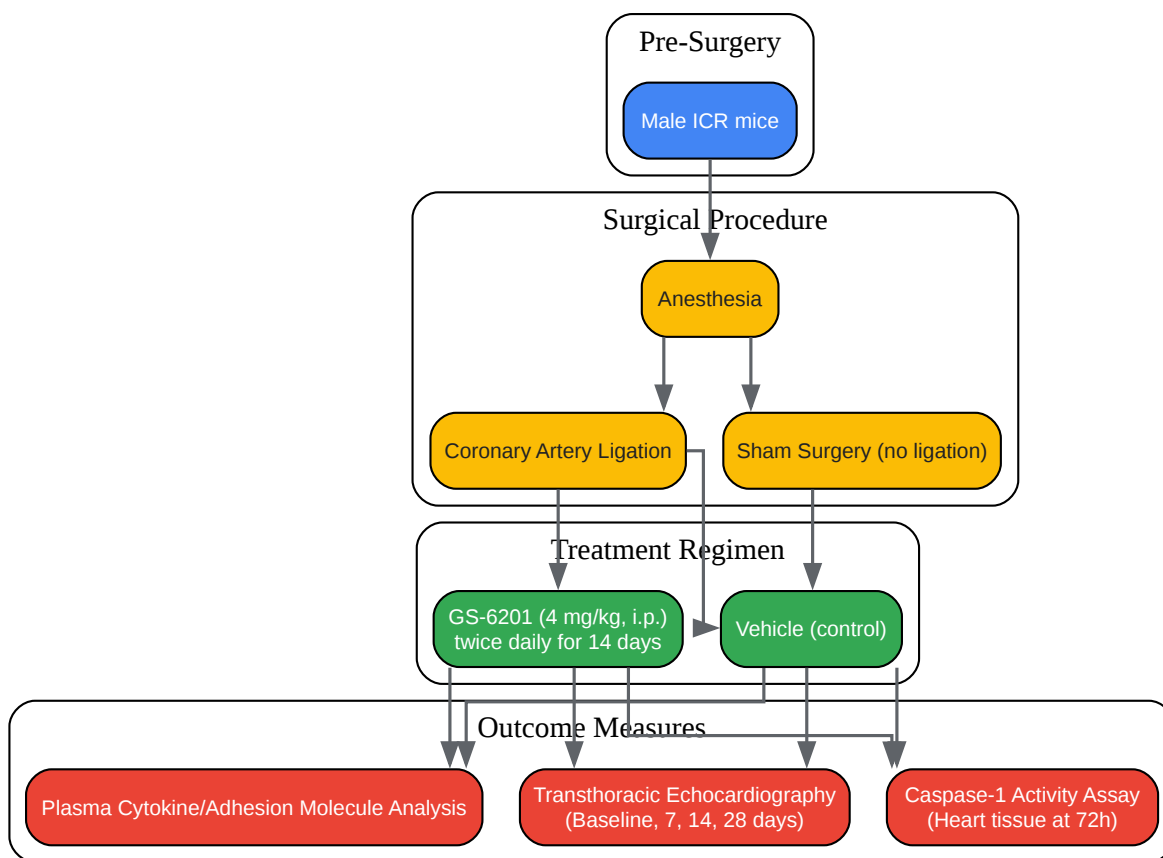 Pre-Surgery
Male ICR mice
Surgical Procedure
Anesthesia
Coronary Artery Ligation
Sham Surgery (no ligation)
Treatment Regimen
GS-6201 (4 mg/kg, i.p.)
twice daily for 14 days
Vehicle (control)
Outcome Measures
Plasma Cytokine/Adhesion Molecule Analysis
Transthoracic Echocardiography
(Baseline, 7, 14, 28 days)
Caspase-1 Activity Assay
(Heart tissue at 72h)